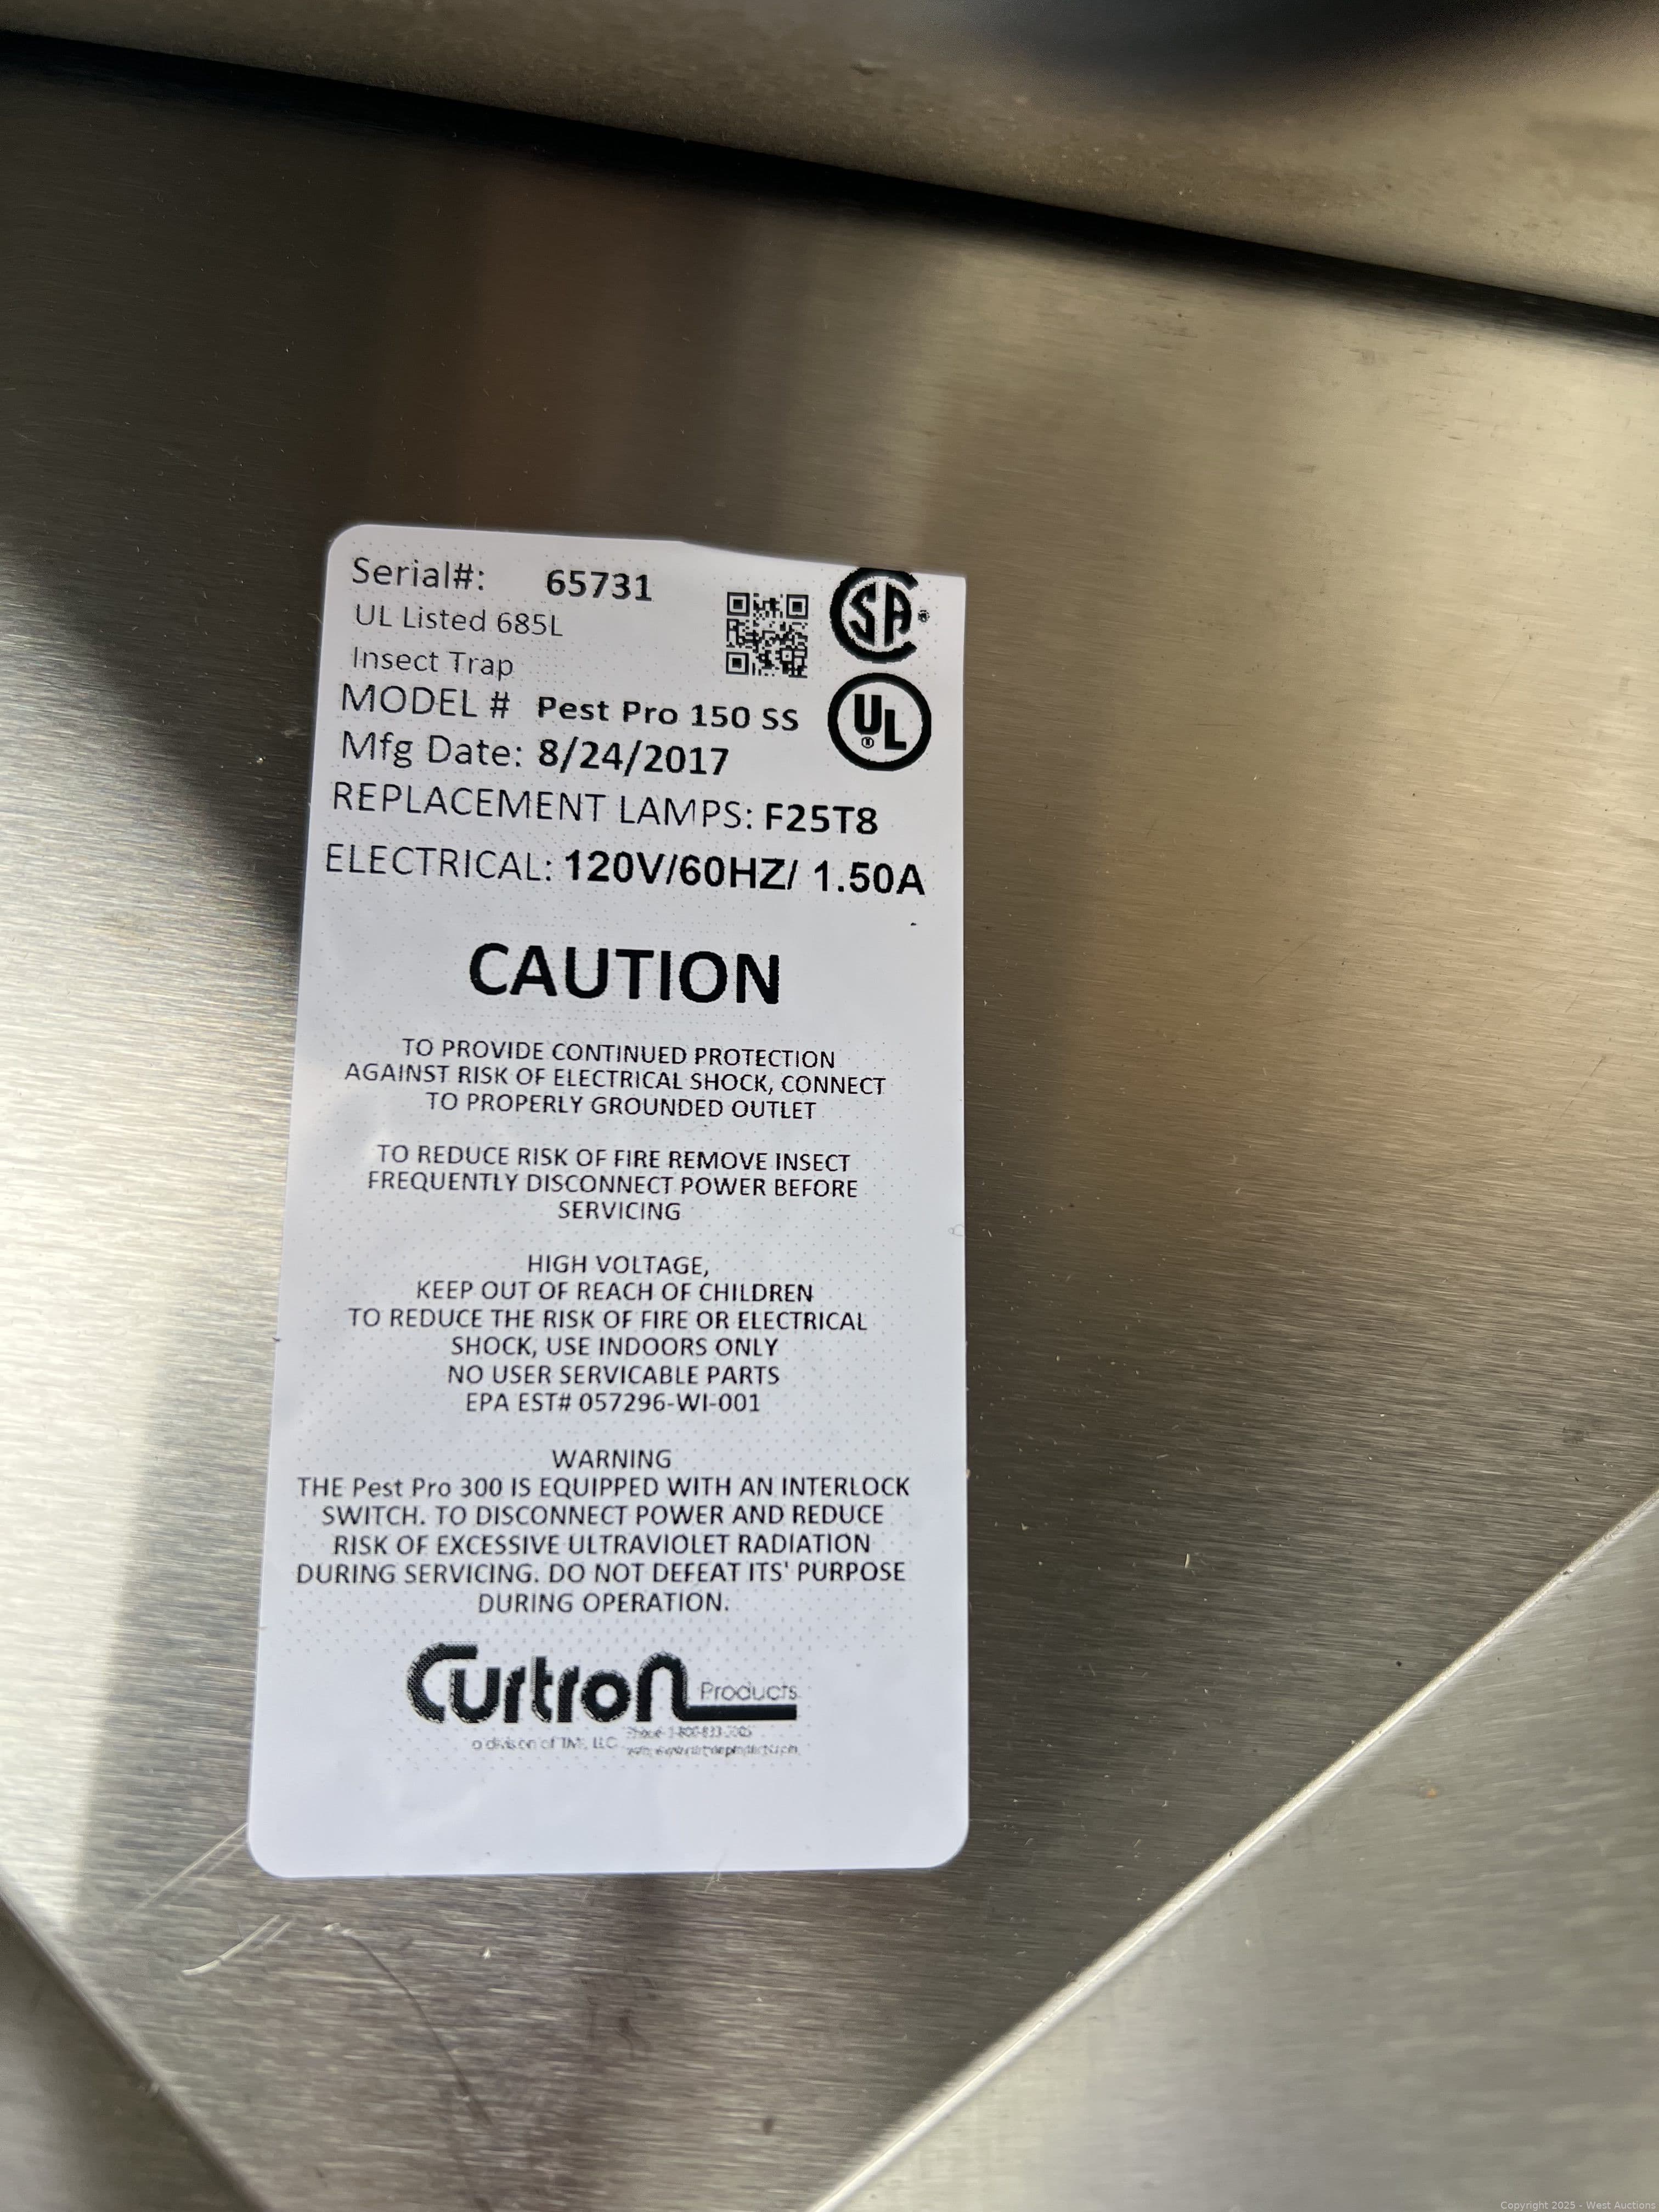 Serial#: 65731
UL Listed 685L
Insect Trap
MODEL # Pest Pro 150 SS
Mfg Date: 8/24/2017
REPLACEMENT LAMPS: F25T8
ELECTRICAL: 120V/60HZ/ 1.50A
SA
UL
CAUTION
TO PROVIDE CONTINUED PROTECTION
AGAINST RISK OF ELECTRICAL SHOCK, CONNECT
TO PROPERLY GROUNDED OUTLET
TO REDUCE RISK OF FIRE REMOVE INSECT
FREQUENTLY DISCONNECT POWER BEFORE
SERVICING
HIGH VOLTAGE,
KEEP OUT OF REACH OF CHILDREN
TO REDUCE THE RISK OF FIRE OR ELECTRICAL
SHOCK, USE INDOORS ONLY
NO USER SERVICABLE PARTS
EPA EST# 057296-WI-001
WARNING
THE Pest Pro 300 IS EQUIPPED WITH AN INTERLOCK
SWITCH. TO DISCONNECT POWER AND REDUCE
RISK OF EXCESSIVE ULTRAVIOLET RADIATION
DURING SERVICING. DO NOT DEFEAT ITS' PURPOSE
DURING OPERATION.
Curtron Products
a division of TMI, LLC
Copyright 2025 - West Auctions